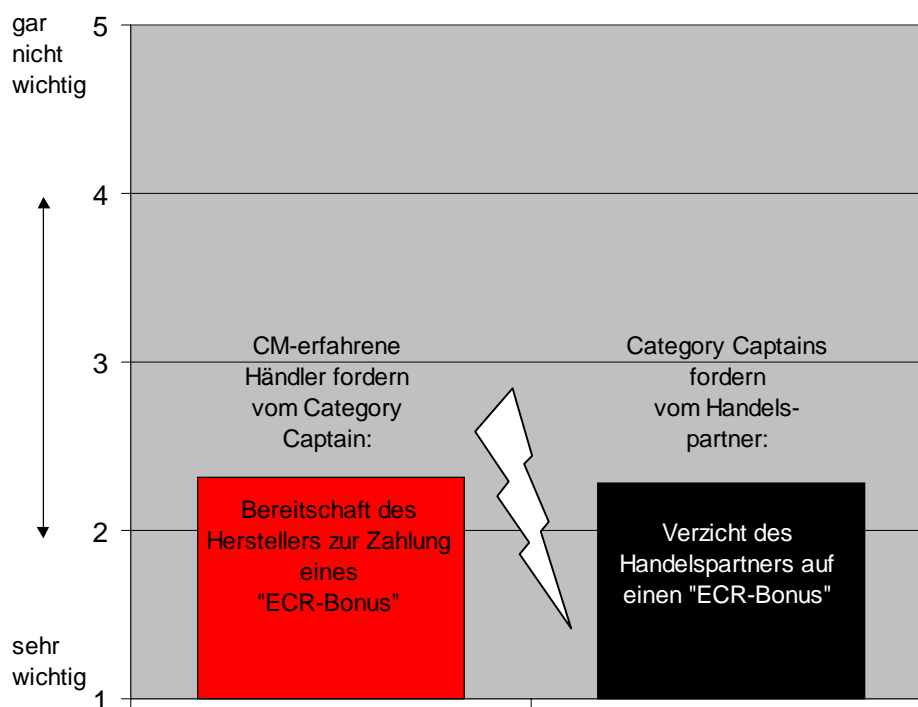 gar
nicht
wichtig
5
4
3
2
sehr
wichtig
1
CM-erfahrene
Händler fordern
vom Category
Captain:
Category Captains
fordern
vom Handels-
partner:
Bereitschaft des
Herstellers zur Zahlung
eines
"ECR-Bonus"
Verzicht des
Handelspartners auf
einen "ECR-Bonus"